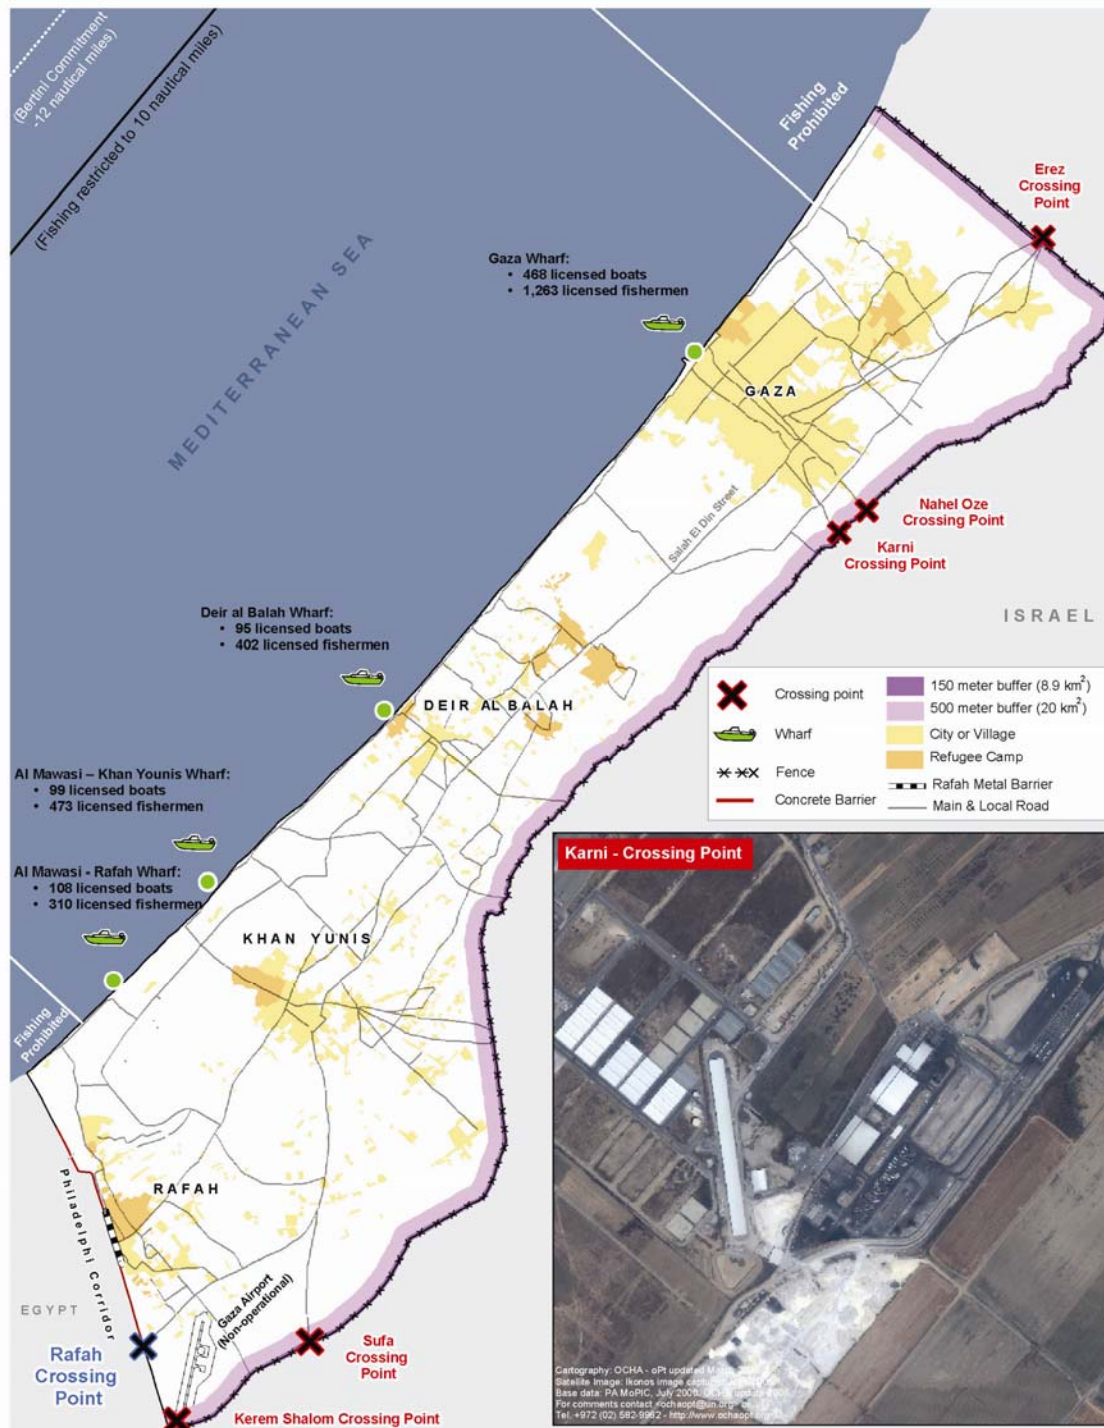 (Bertini Commitment
-12 nautical miles)
(Fishing restricted to 10 nautical miles)
Fishing
Prohibited
Erez
Crossing
Point
MEDITERRANEAN SEA
Gaza Wharf:
• 468 licensed boats
• 1,263 licensed fishermen
GAZA
Salah El Din Street
Nahel Oze
Crossing Point
Karni
Crossing Point
ISRAEL
Deir al Balah Wharf:
• 95 licensed boats
• 402 licensed fishermen
DEIR AL BALAH
Al Mawasi – Khan Younis Wharf:
• 99 licensed boats
• 473 licensed fishermen
Al Mawasi - Rafah Wharf:
• 108 licensed boats
• 310 licensed fishermen
KHAN YUNIS
Fishing
Prohibited
Crossing point
Wharf
Fence
Concrete Barrier
150 meter buffer (8.9 km²)
500 meter buffer (20 km²)
City or Village
Refugee Camp
Rafah Metal Barrier
Main & Local Road
Karni - Crossing Point
RAFAH
Philadelphi Corridor
EGYPT
Gaza Airport
(Non-operational)
Rafah
Crossing
Point
Sufa
Crossing
Point
Kerem Shalom Crossing Point
Cartography: OCHA - oPt updated
Satellite Image: Ikonos image
Base data: PA MoPIC, July
For comments contact <ochaopt@un.org>
Tel. +972 (02) 582-9962 -